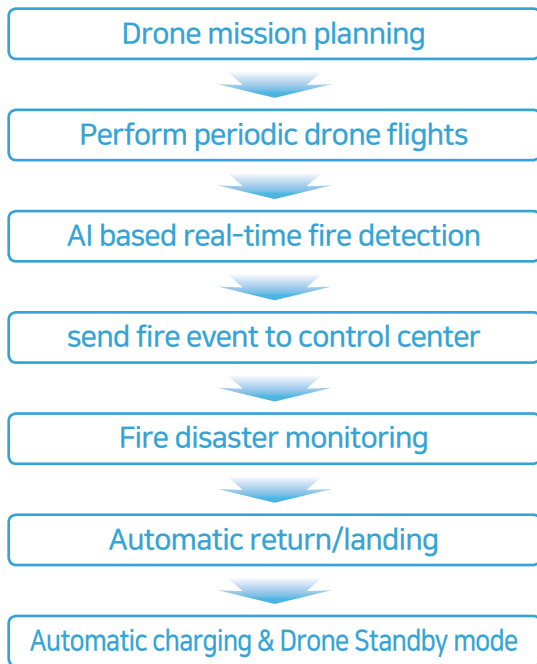 Drone mission planning
Perform periodic drone flights
AI based real-time fire detection
send fire event to control center
Fire disaster monitoring
Automatic return/landing
Automatic charging & Drone Standby mode